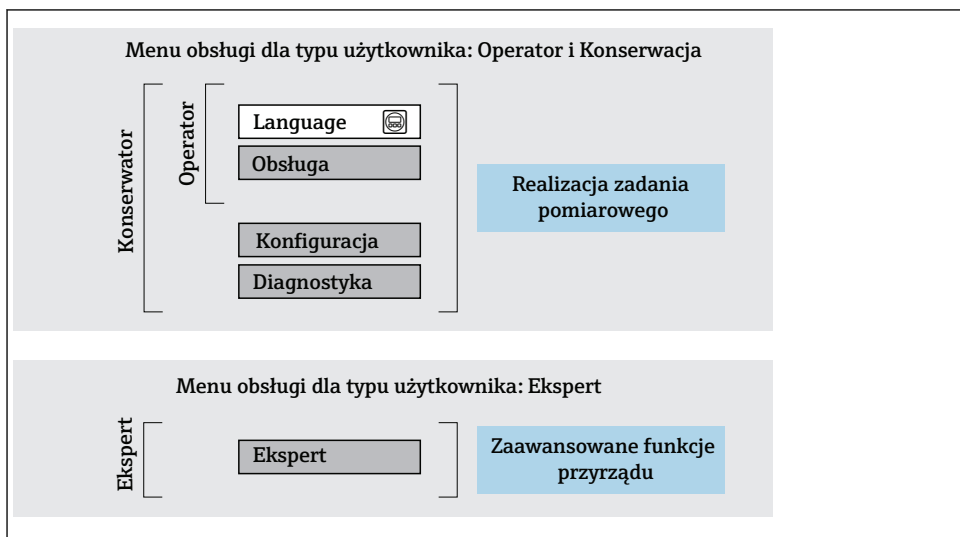 Menu obsługi dla typu użytkownika: Operator i Konserwacja
Konserwator
Operator
Language
Obsługa
Konfiguracja
Diagnostyka
Realizacja zadania
pomiarowego
Menu obsługi dla typu użytkownika: Ekspert
Ekspert
Ekspert
Zaawansowane funkcje
przyrządu